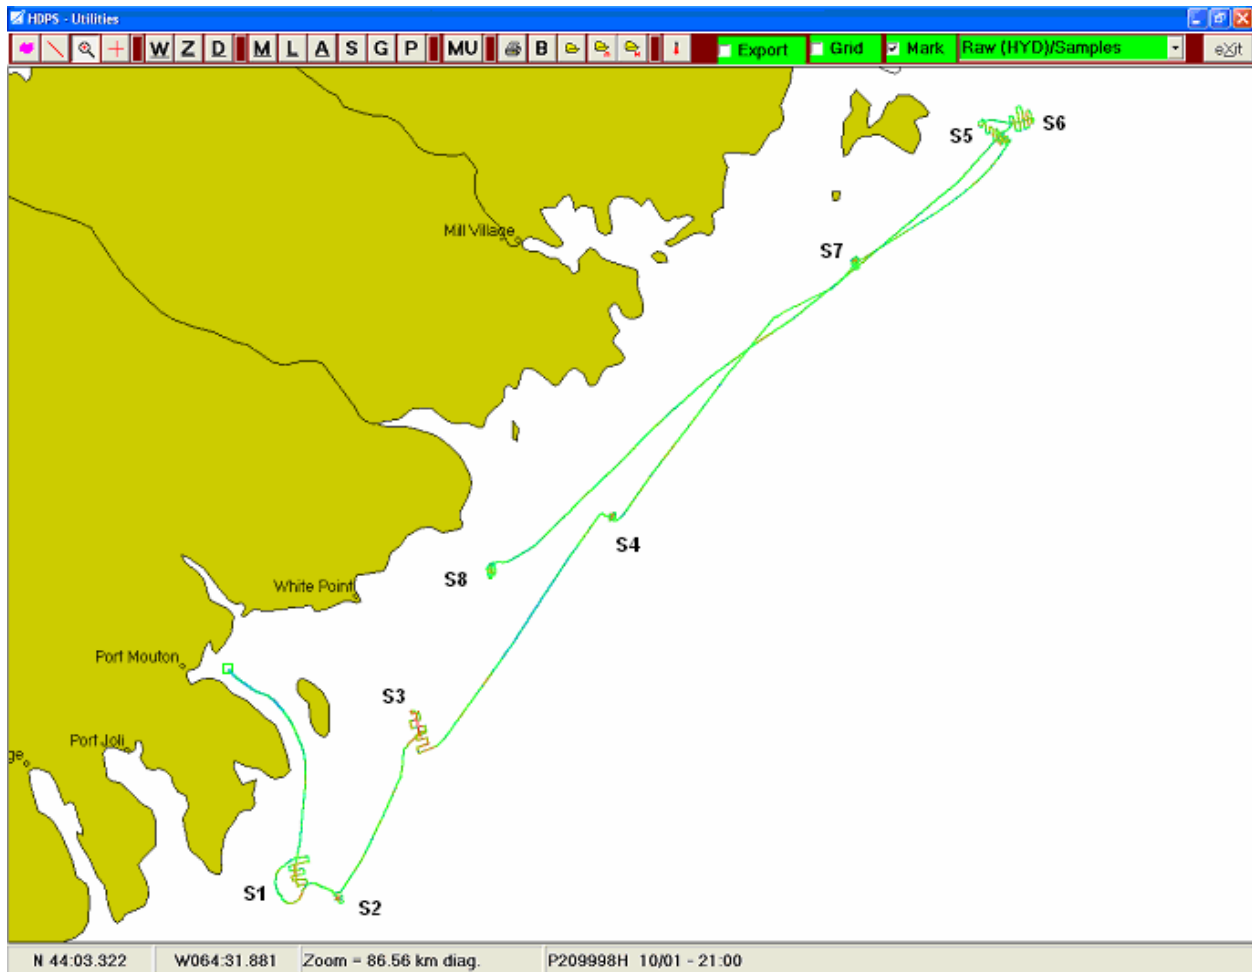 HDPS - Utilities
W Z D M L A S G P MU B Export Grid Mark Raw (HYD)/Samples eXit
S5 S6
Mill Village
S7
S4
S8
White Point
Port Mouton
S3
Port Joli
ge
S1
S2
N 44:03.322 W064:31.881 Zoom = 86.56 km diag. P209998H 10/01 - 21:00